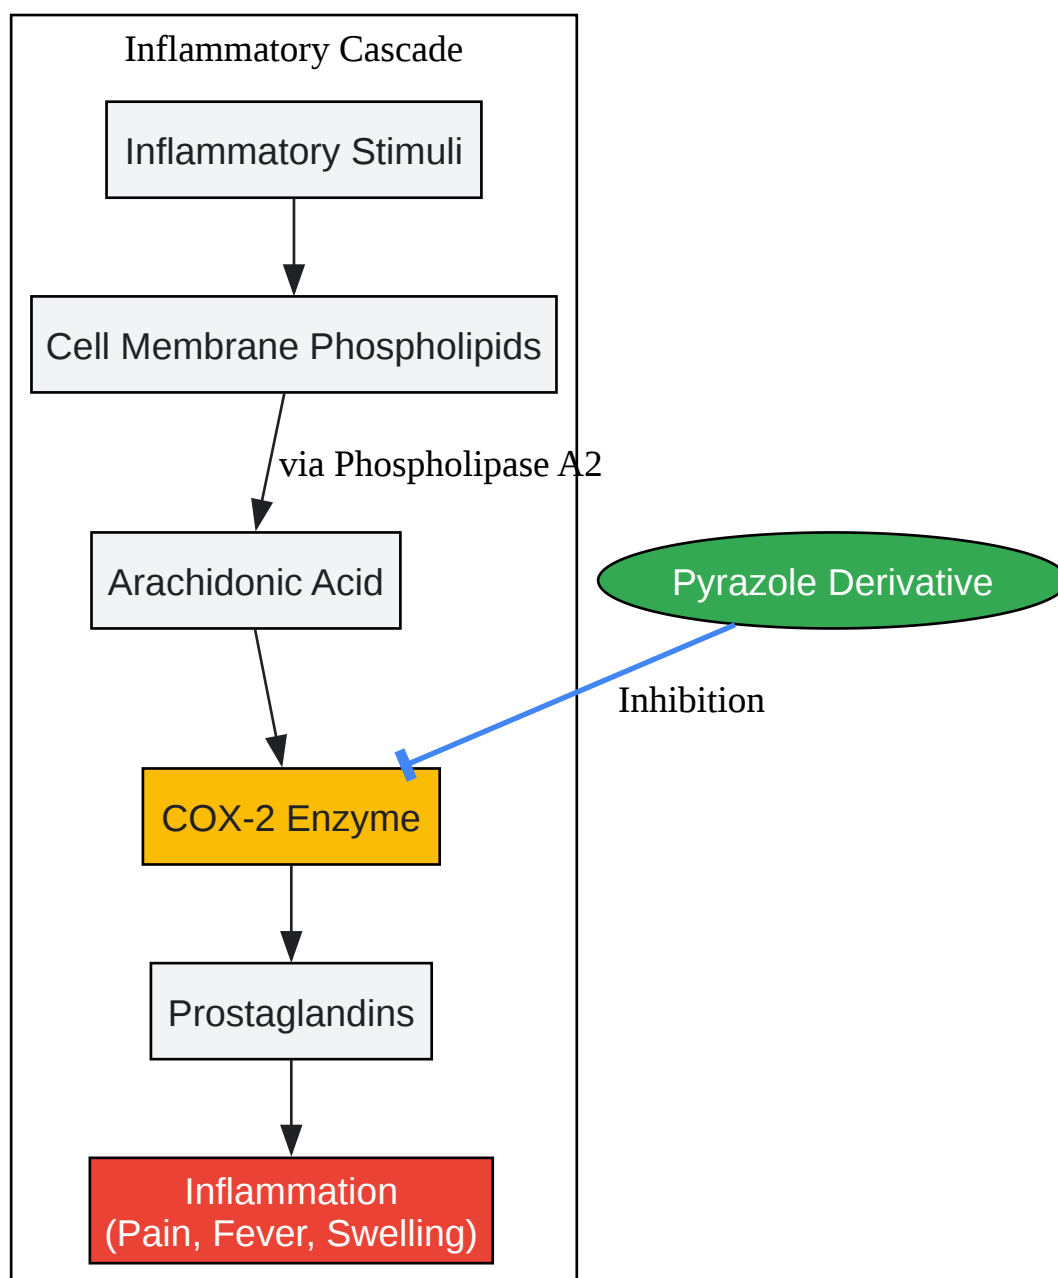 Inflammatory Cascade
Inflammatory Stimuli
Cell Membrane Phospholipids
via Phospholipase A2
Arachidonic Acid
Pyrazole Derivative
Inhibition
COX-2 Enzyme
Prostaglandins
Inflammation
(Pain, Fever, Swelling)